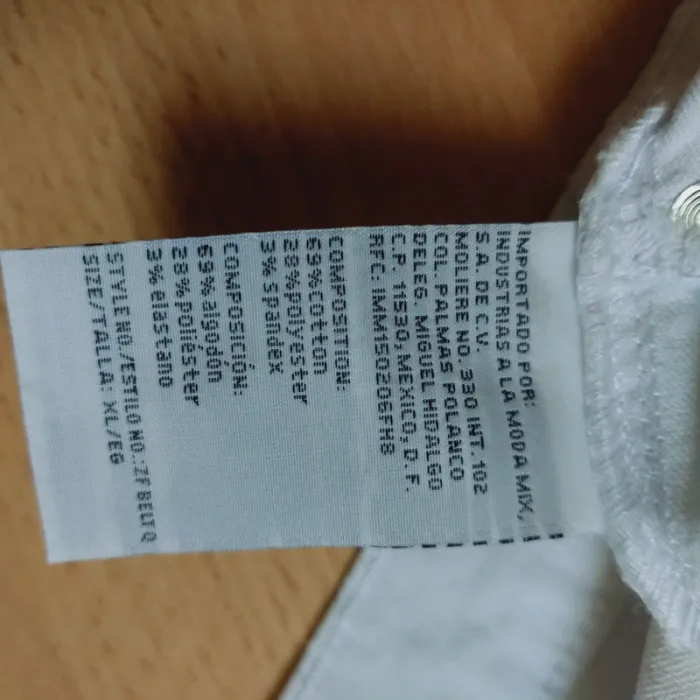 IMPORTADO POR:
INDUSTRIAS A LA MODA MIX,
S.A. DE C.V.
MOLIERE NO. 330 INT. 102
COL. PALMAS POLANCO
DELEG. MIGUEL HIDALGO
C.P. 11530, MEXICO, D.F.
RFC. IMM150206FH8
COMPOSITION:
69%cotton
28%polyester
3% spandex
COMPOSICIÓN:
69%algodón
28%poliéster
3% elastano
STYLE NO./ESTILO NO.:ZF BELTQ
SIZE/TALLA: XL/EG